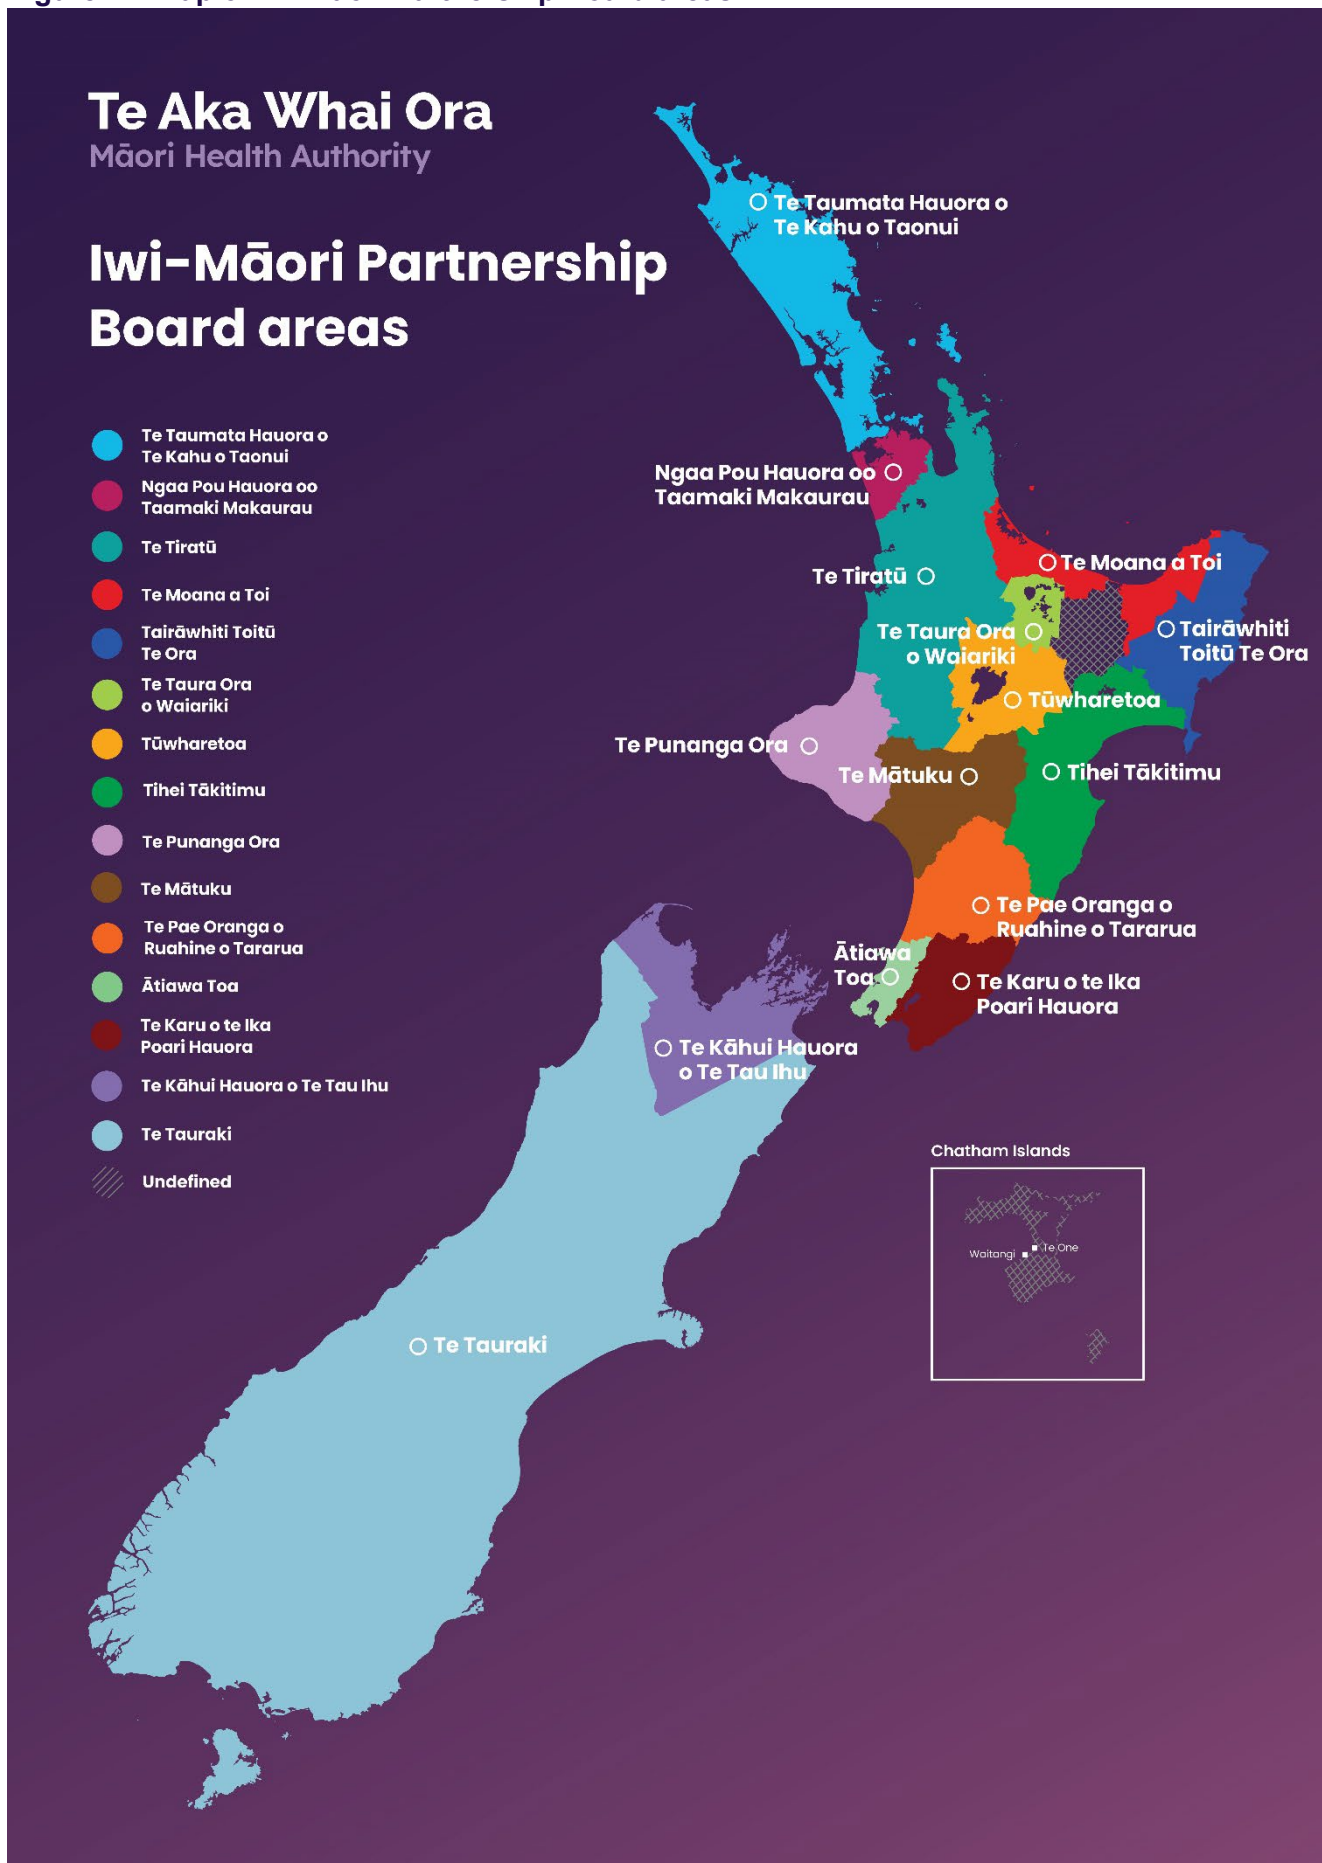 Te Aka Whai Ora
Māori Health Authority
Iwi-Māori Partnership
Board areas
Te Taumata Hauora o
Te Kahu o Taonui
Ngaa Pou Hauora oo
Taamaki Makaurau
Te Tiratū
Te Moana a Toi
Tairāwhiti Toitū
Te Ora
Te Taura Ora
o Waiariki
Tūwharetoa
Tihei Tākitimu
Te Punanga Ora
Te Mātuku
Te Pae Oranga o
Ruahine o Tararua
Ātiawa Toa
Te Karu o te Ika
Poari Hauora
Te Kāhui Hauora o Te Tau Ihu
Te Tauraki
Undefined
Te Taumata Hauora o
Te Kahu o Taonui
Ngaa Pou Hauora oo
Taamaki Makaurau
Te Moana a Toi
Te Tiratū
Te Taura Ora
o Waiariki
Tairāwhiti
Toitū Te Ora
Tūwharetoa
Te Punanga Ora
Te Mātuku
Tihei Tākitimu
Te Pae Oranga o
Ruahine o Tararua
Ātiawa
Toa
Te Karu o te Ika
Poari Hauora
Te Kāhui Hauora
o Te Tau Ihu
Te Tauraki
Chatham Islands
Te One
Waitangi